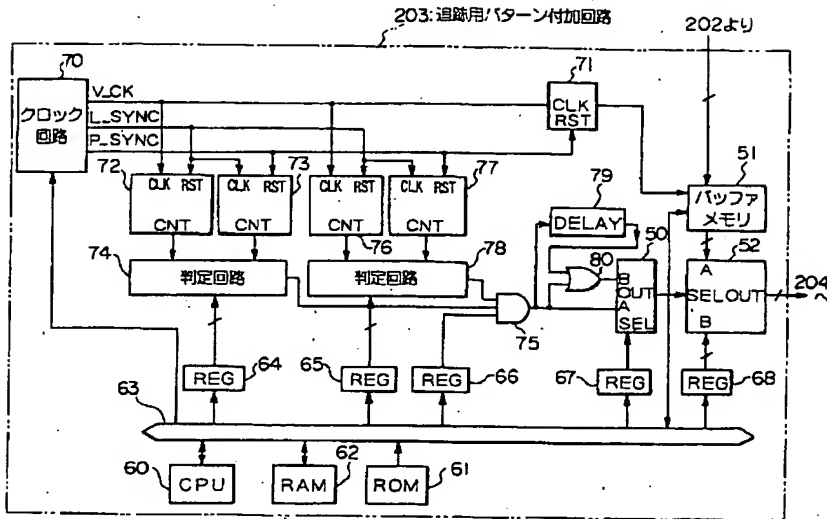 203:追跡用パターン付加回路
202より
70
クロック
回路
V_CK
L_SYNC
P_SYNC
71
CLK
RST
72
CLK RST
CNT
73
CLK RST
CNT
CLK RST
CNT
76
77
CLK RST
CNT
51
バッファ
メモリ
79
DELAY
74
判定回路
78
判定回路
80
75
50
B
OUT
A
SEL
52
A
SELOUT
B
204
へ
REG
64
65
REG
REG
66
67
REG
REG
68
63
60
CPU
RAM
62
ROM
61